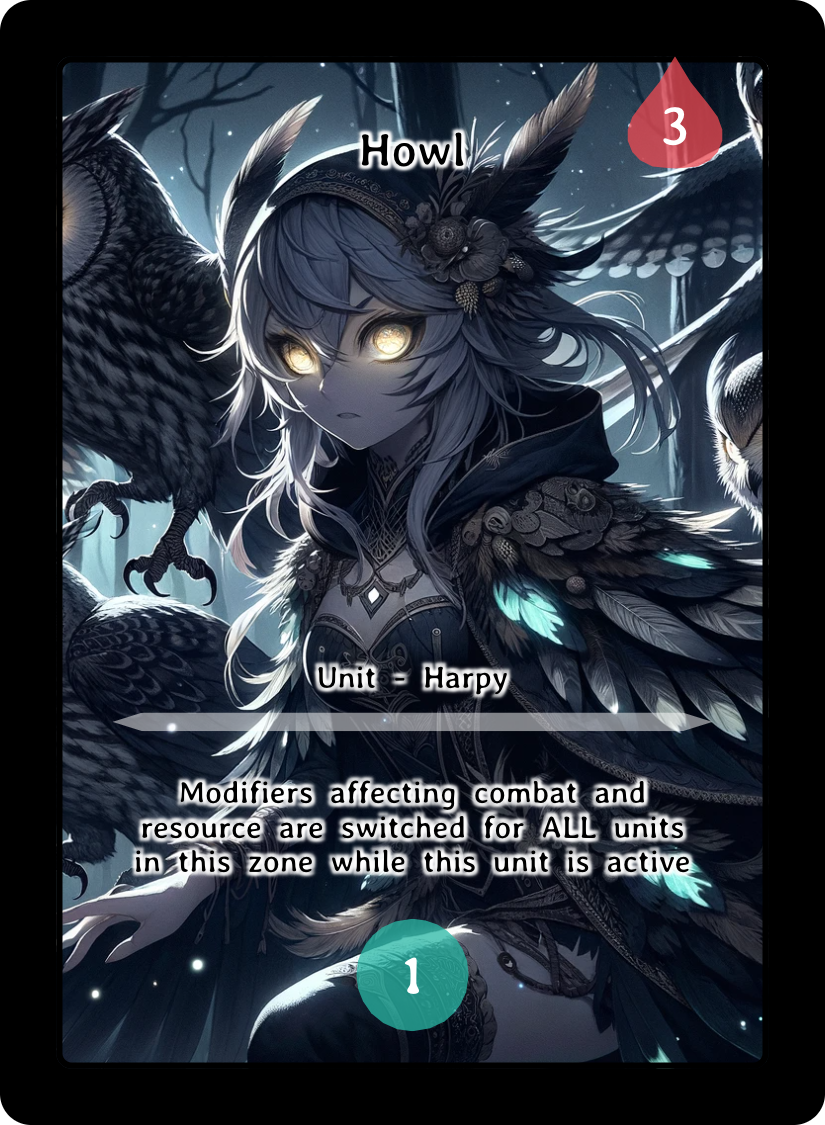 Howl
3
Unit - Harpy
Modifiers affecting combat and
resource are switched for ALL units
in this zone while this unit is active
1